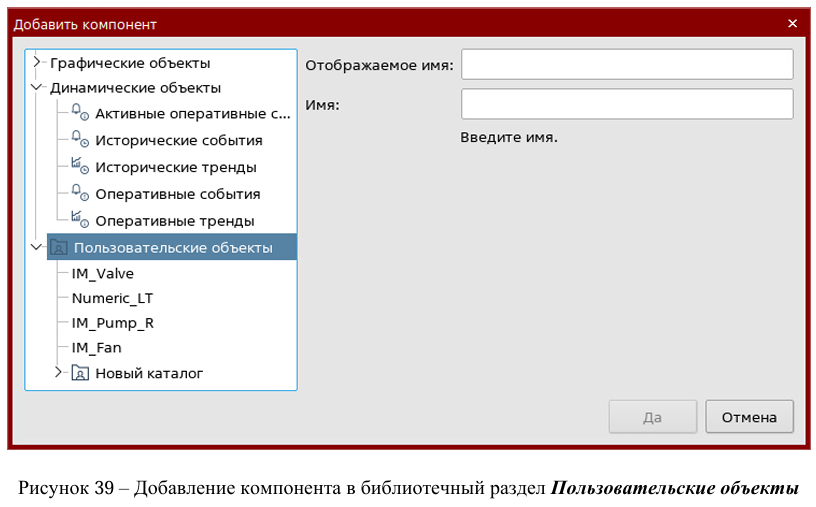 Добавить компонент
Графические объекты
Отображаемое имя:
Динамические объекты
Активные оперативные с...
Имя:
Исторические события
Введите имя.
Исторические тренды
Оперативные события
Оперативные тренды
Пользовательские объекты
IM_Valve
Numeric_LT
IM_Pump_R
IM_Fan
Новый каталог
Да
Отмена
Рисунок 39 – Добавление компонента в библиотечный раздел Пользовательские объекты